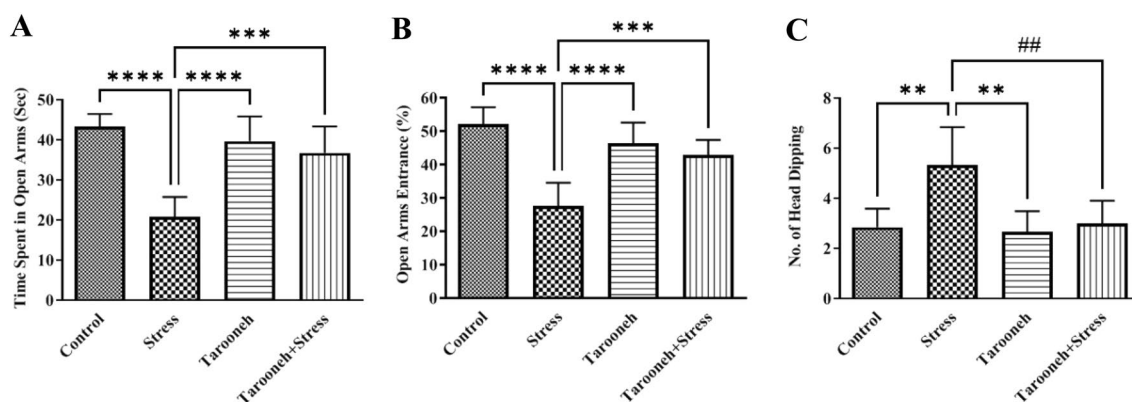 A
***
**** ****
Time Spent in Open Arms (Sec)
50
40
30
20
10
0
Control
Stress
Tarooneh
Tarooneh+Stress
B
***
**** ****
Open Arms Entrance (%)
60
50
40
30
20
10
0
Control
Stress
Tarooneh
Tarooneh+Stress
C
##
** **
No. of Head Dipping
8
6
4
2
0
Control
Stress
Tarooneh
Tarooneh+Stress